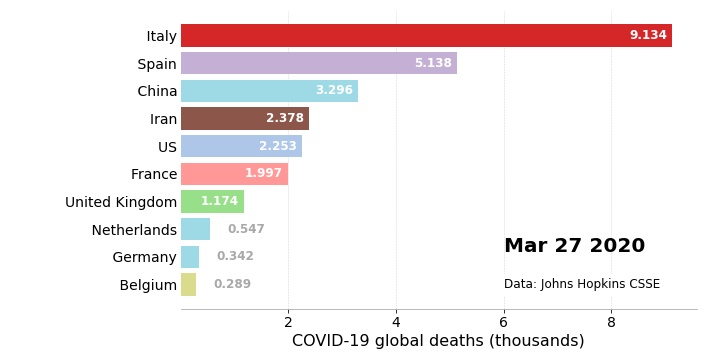 Italy 9.134
Spain 5.138
China 3.296
Iran 2.378
US 2.253
France 1.997
United Kingdom 1.174
Netherlands 0.547
Germany 0.342
Belgium 0.289
Mar 27 2020
Data: Johns Hopkins CSSE
2 4 6 8
COVID-19 global deaths (thousands)